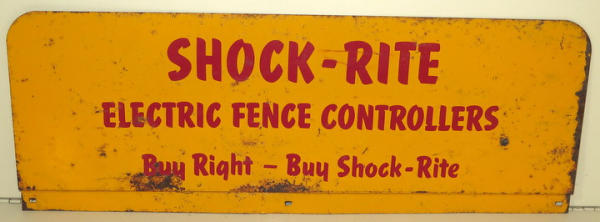 SHOCK-RITE
ELECTRIC FENCE CONTROLLERS
Buy Right – Buy Shock-Rite